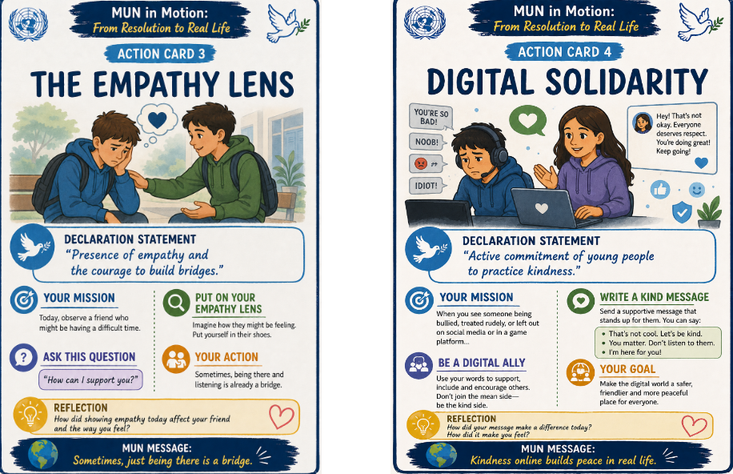 MUN in Motion:
From Resolution to Real Life
ACTION CARD 3
THE EMPATHY LENS
DECLARATION STATEMENT
"Presence of empathy and
the courage to build bridges."
YOUR MISSION
Today, observe a friend who
might be having a difficult time.
PUT ON YOUR
EMPATHY LENS
Imagine how they might be feeling.
Put yourself in their shoes.
ASK THIS QUESTION
"How can I support you?"
YOUR ACTION
Sometimes, being there and
listening is already a bridge.
REFLECTION
How did showing empathy today affect your friend
and the way you feel?
MUN MESSAGE:
Sometimes, just being there is a bridge.
MUN in Motion:
From Resolution to Real Life
ACTION CARD 4
DIGITAL SOLIDARITY
YOU'RE SO
BAD!
NOOB!
IDIOT!
Hey! That's not
okay. Everyone
deserves respect.
You're doing great!
Keep going!
DECLARATION STATEMENT
"Active commitment of young people
to practice kindness."
YOUR MISSION
When you see someone being
bullied, treated rudely, or left out
on social media or in a game
platform...
WRITE A KIND MESSAGE
Send a supportive message that
stands up for them. You can say:
• That's not cool. Let's be kind.
• You matter. Don't listen to them.
• I'm here for you!
BE A DIGITAL ALLY
Use your words to support,
include and encourage others.
Don't join the mean side—
be the kind side.
YOUR GOAL
Make the digital world a safer,
friendlier and more peaceful
place for everyone.
REFLECTION
How did your message make a difference today?
How did it make you feel?
MUN MESSAGE:
Kindness online builds peace in real life.